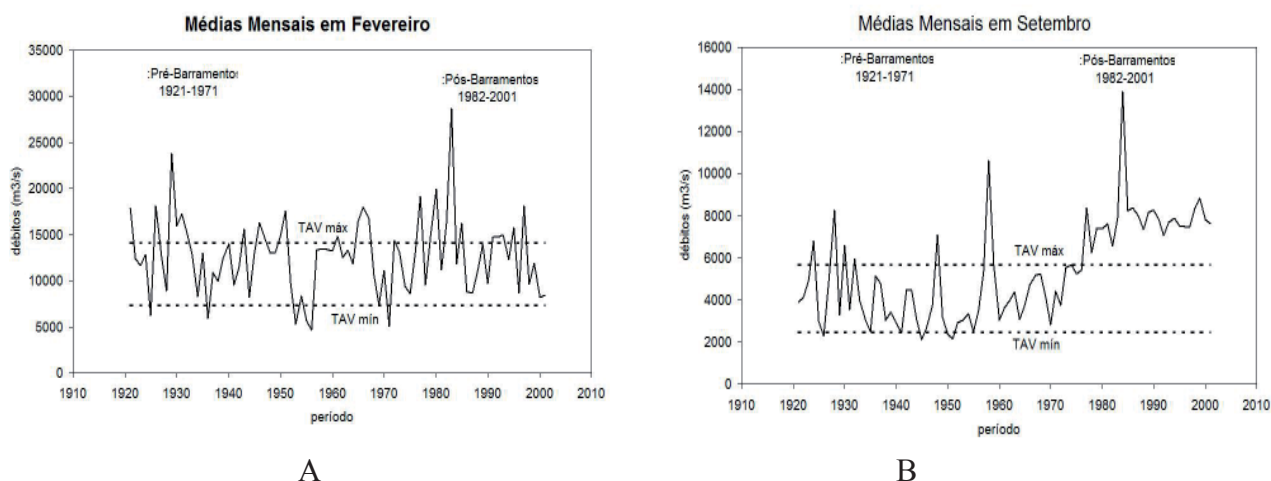 Médias Mensais em Fevereiro
35000
30000
25000
20000
15000
10000
5000
0
débitos (m3/s)
:Pré-Barramentos
1921-1971
:Pós-Barramentos
1982-2001
TAV máx
TAV mín
1910 1920 1930 1940 1950 1960 1970 1980 1990 2000 2010
período
A
Médias Mensais em Setembro
16000
14000
12000
10000
8000
6000
4000
2000
0
débitos (m3/s)
:Pré-Barramentos
1921-1971
:Pós-Barramentos
1982-2001
TAV máx
TAV mín
1910 1920 1930 1940 1950 1960 1970 1980 1990 2000 2010
período
B